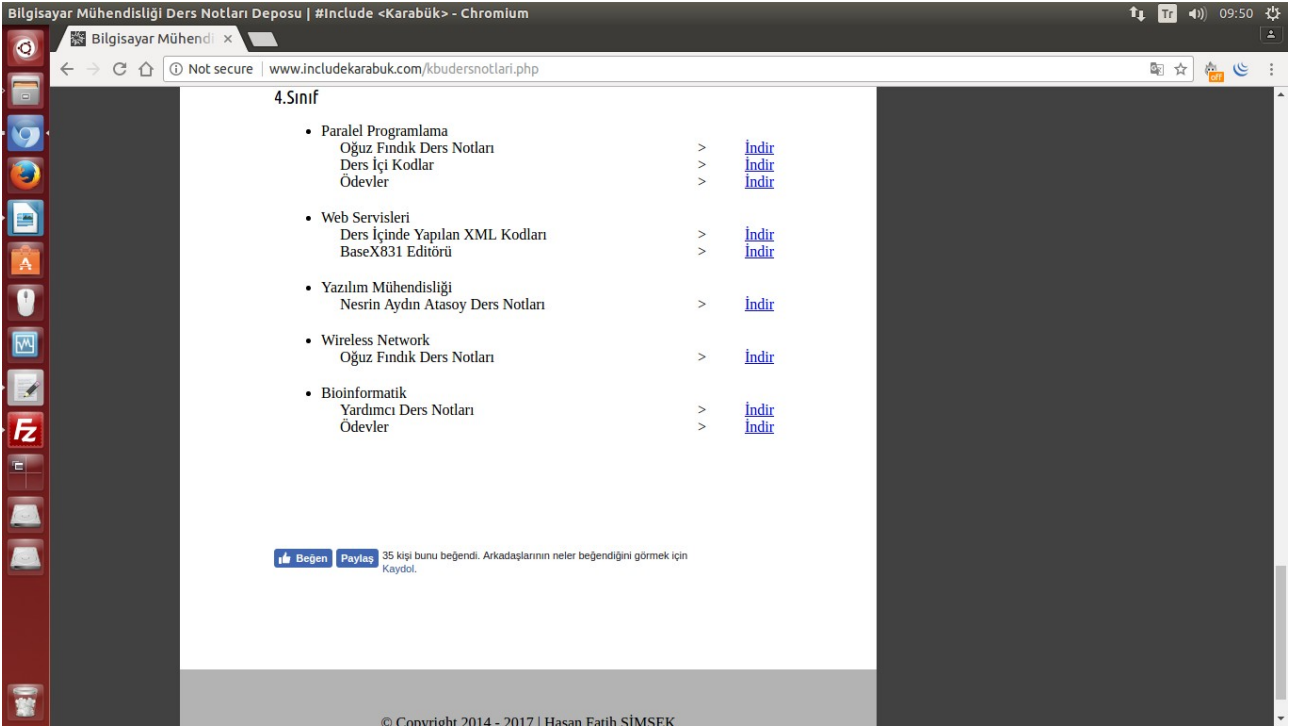 Bilgisayar Mühendisliği Ders Notları Deposu | #Include <Karabük> - Chromium
Tr
09:50
Bilgisayar Mühendi
Not secure | www.includekarabuk.com/kbudersnotlari.php
off
4.Sınıf
• Paralel Programlama
Oğuz Fındık Ders Notları > İndir
Ders İçi Kodlar > İndir
Ödevler > İndir
• Web Servisleri
Ders İçinde Yapılan XML Kodları > İndir
BaseX831 Editörü > İndir
• Yazılım Mühendisliği
Nesrin Aydın Atasoy Ders Notları > İndir
• Wireless Network
Oğuz Fındık Ders Notları > İndir
• Bioinformatik
Yardımcı Ders Notları > İndir
Ödevler > İndir
Beğen Paylaş 35 kişi bunu beğendi. Arkadaşlarının neler beğendiğini görmek için
Kaydol.
© Copyright 2014 - 2017 | Hasan Fatih ŞİMŞEK